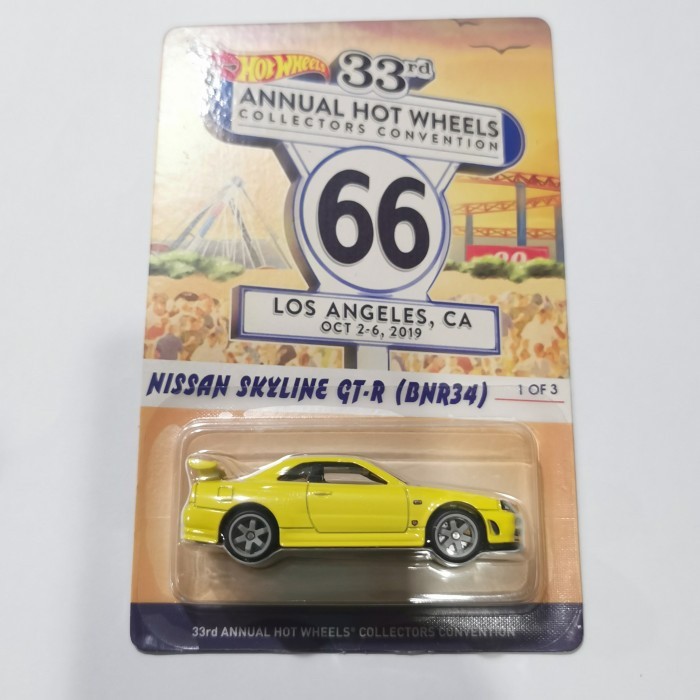 HOT WHEELS
33rd
ANNUAL HOT WHEELS
COLLECTORS CONVENTION
66
LOS ANGELES, CA
OCT 2-6, 2019
NISSAN SKYLINE GT-R (BNR34)
1 OF 3
33rd ANNUAL HOT WHEELS® COLLECTORS CONVENTION